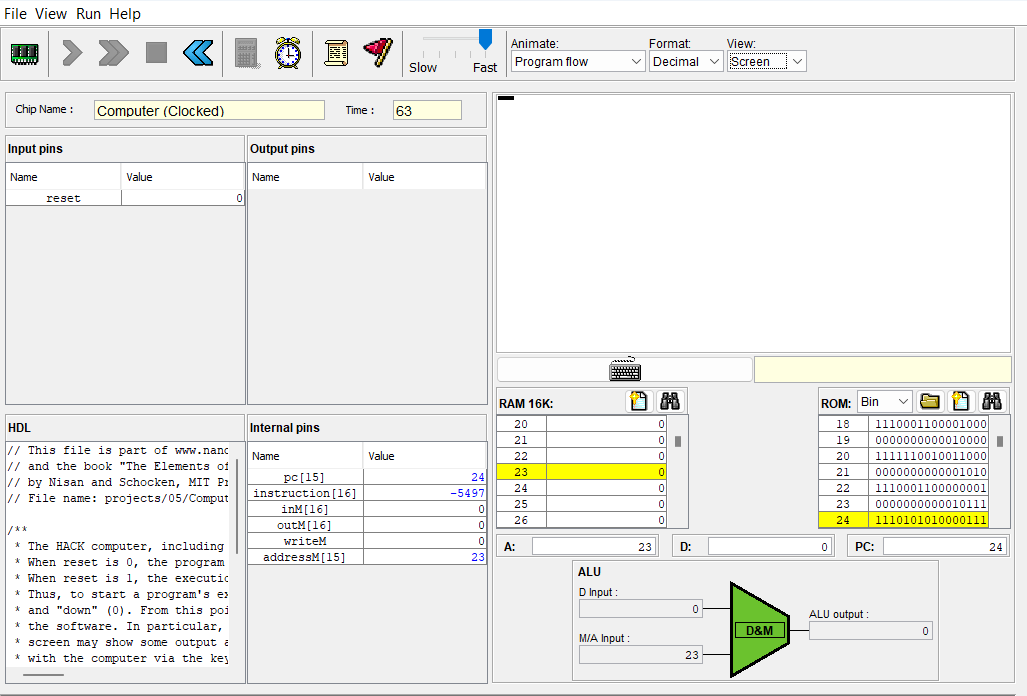 File View Run Help
Slow Fast
Animate: Format: View:
Program flow Decimal Screen
Chip Name : Computer (Clocked) Time : 63
Input pins
Name Value
reset 0
Output pins
Name Value
HDL
// This file is part of www.nand
// and the book "The Elements of
// by Nisan and Schocken, MIT Pr
// File name: projects/05/Comput
/**
* The HACK computer, including
* When reset is 0, the program
* When reset is 1, the executio
* Thus, to start a program's ex
* and "down" (0). From this poi
* the software. In particular,
* screen may show some output a
* with the computer via the key
Internal pins
Name Value
pc[15] 24
instruction[16] -5497
inM[16] 0
outM[16] 0
writeM 0
addressM[15] 23
RAM 16K:
20 0
21 0
22 0
23 0
24 0
25 0
26 0
ROM: Bin
18 1110001100001000
19 0000000000010000
20 1111110010011000
21 0000000000001010
22 1110001100000001
23 0000000000010111
24 1110101010000111
A: 23 D: 0 PC: 24
ALU
D Input :
0
M/A Input :
23
D&M
ALU output :
0